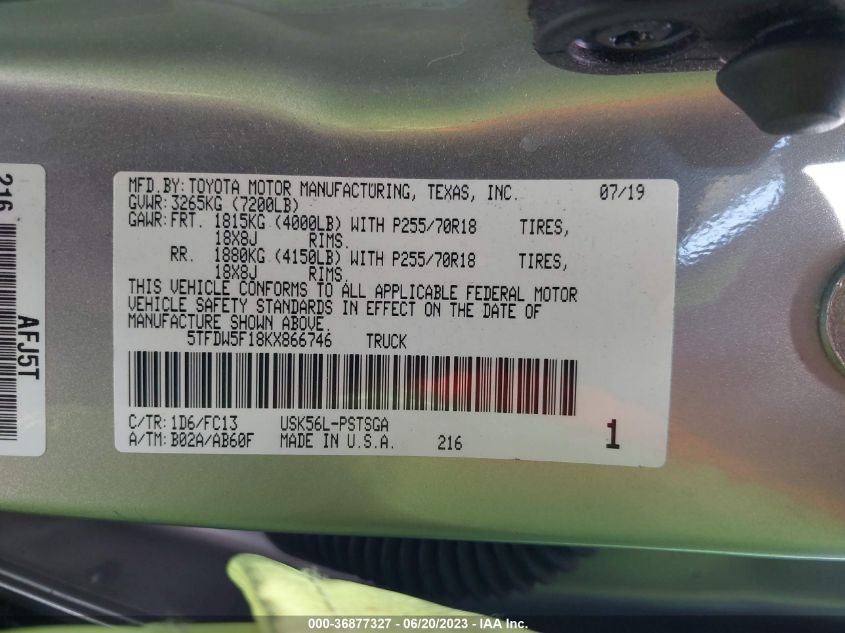 MFD.BY: TOYOTA MOTOR MANUFACTURING, TEXAS, INC. 07/19
GVWR: 3265KG (7200LB)
GAWR: FRT. 1815KG (4000LB) WITH P255/70R18 TIRES,
18X8J RIMS.
RR. 1880KG (4150LB) WITH P255/70R18 TIRES,
18X8J RIMS.
THIS VEHICLE CONFORMS TO ALL APPLICABLE FEDERAL MOTOR
VEHICLE SAFETY STANDARDS IN EFFECT ON THE DATE OF
MANUFACTURE SHOWN ABOVE.
5TFDW5F18KX866746 TRUCK
C/TR: 1D6/FC13 USK56L-PSTSGA
A/TM: B02A/AB60F MADE IN U.S.A. 216 1
216 AFJ5T
000-36877327 - 06/20/2023 - IAA Inc.